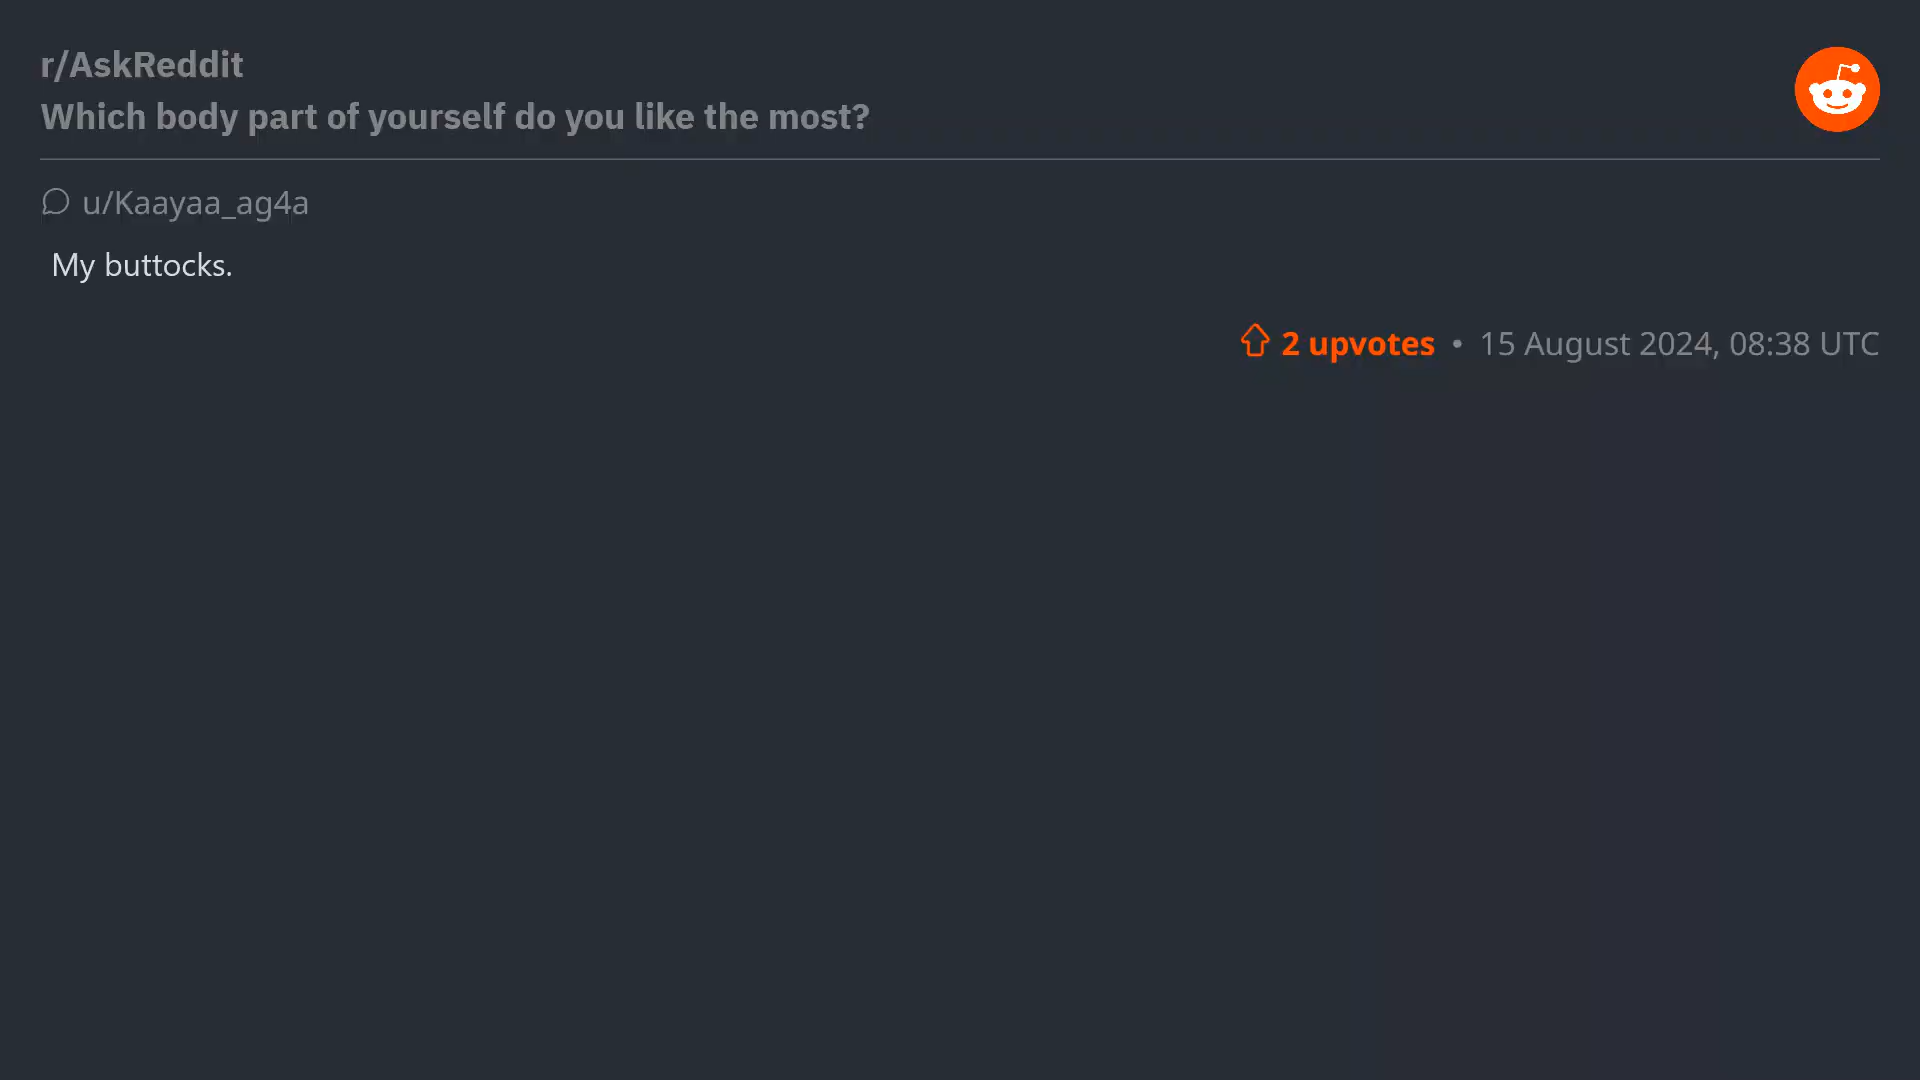 r/AskReddit
Which body part of yourself do you like the most?
u/Kaayaa_ag4a
My buttocks.
2 upvotes • 15 August 2024, 08:38 UTC